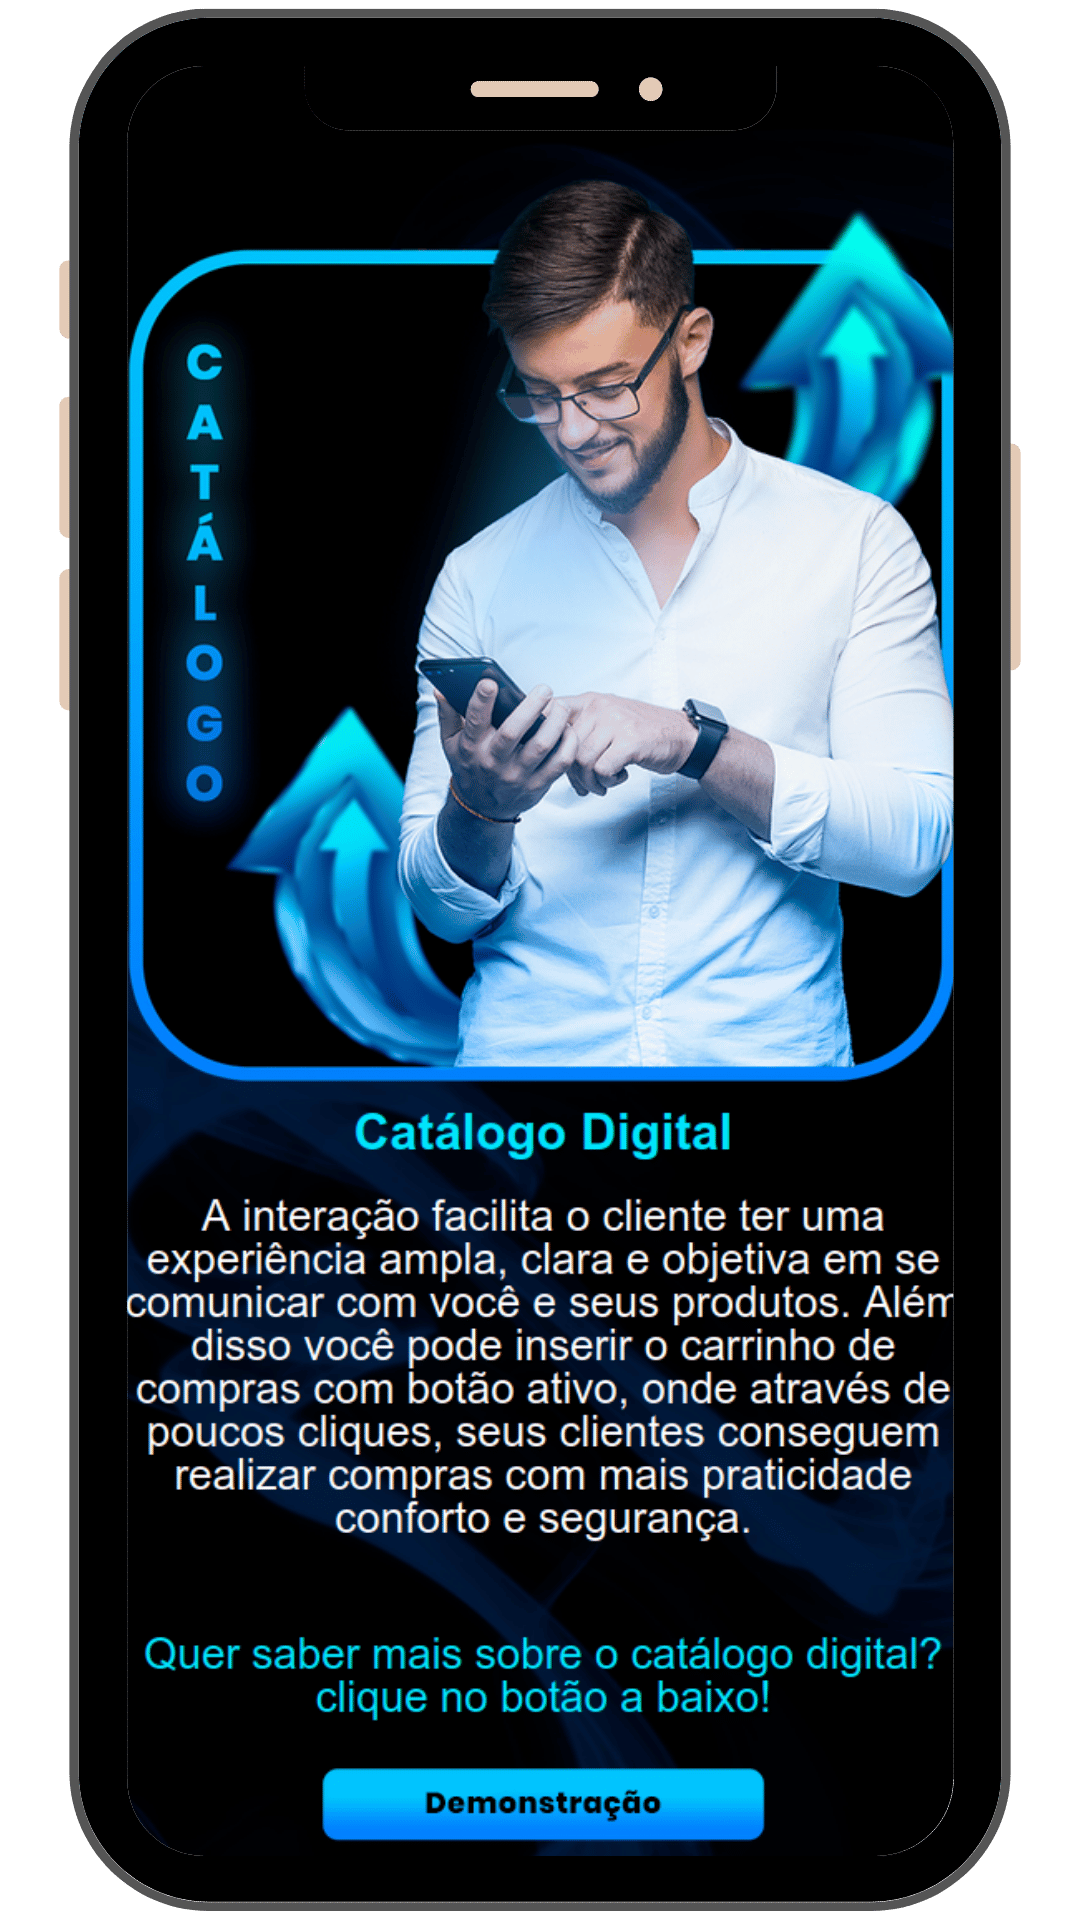 CATÁLOGO
Catálogo Digital
A interação facilita o cliente ter uma
experiência ampla, clara e objetiva em se
comunicar com você e seus produtos. Além
disso você pode inserir o carrinho de
compras com botão ativo, onde através de
poucos cliques, seus clientes conseguem
realizar compras com mais praticidade
conforto e segurança.
Quer saber mais sobre o catálogo digital?
clique no botão a baixo!
Demonstração